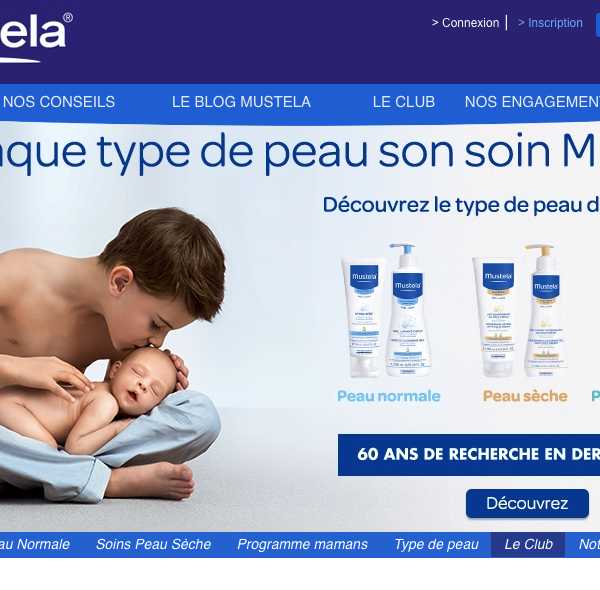 ela®
> Connexion | > Inscription
NOS CONSEILS LE BLOG MUSTELA LE CLUB NOS ENGAGEMEN
que type de peau son soin M
Découvrez le type de peau d
mustela mustela mustela mustela
Peau normale Peau sèche P
60 ANS DE RECHERCHE EN DER
Découvrez
au Normale Soins Peau Sèche Programme mamans Type de peau Le Club Not